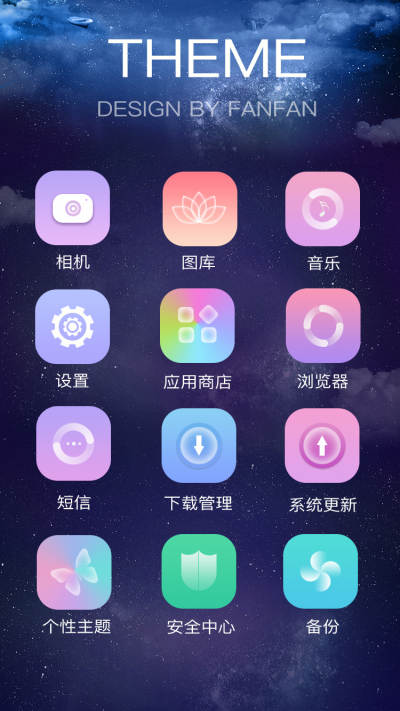 THEME
DESIGN BY FANFAN
相机 图库 音乐
设置 应用商店 浏览器
短信 下载管理 系统更新
个性主题 安全中心 备份